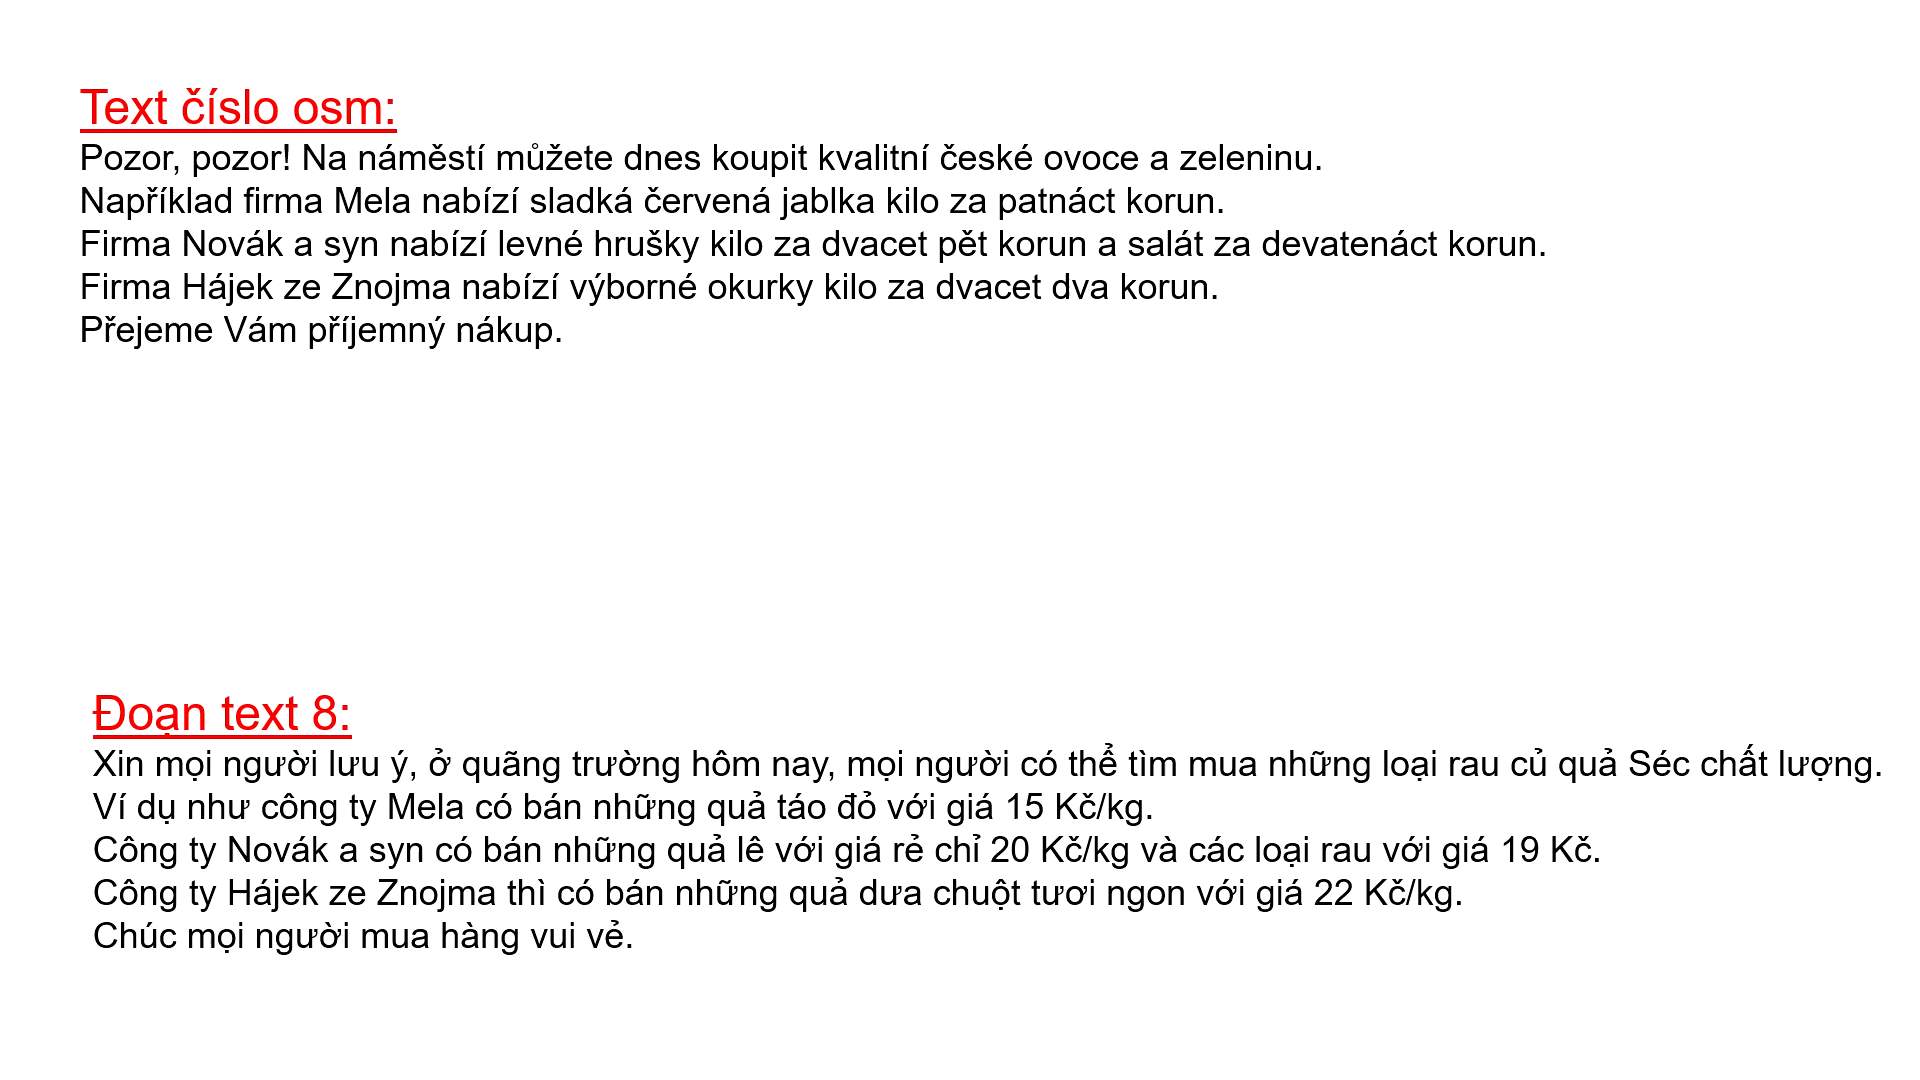 Text číslo osm:
Pozor, pozor! Na náměstí můžete dnes koupit kvalitní české ovoce a zeleninu.
Například firma Mela nabízí sladká červená jablka kilo za patnáct korun.
Firma Novák a syn nabízí levné hrušky kilo za dvacet pět korun a salát za devatenáct korun.
Firma Hájek ze Znojma nabízí výborné okurky kilo za dvacet dva korun.
Přejeme Vám příjemný nákup.
Đoạn text 8:
Xin mọi người lưu ý, ở quãng trường hôm nay, mọi người có thể tìm mua những loại rau củ quả Séc chất lượng.
Ví dụ như công ty Mela có bán những quả táo đỏ với giá 15 Kč/kg.
Công ty Novák a syn có bán những quả lê với giá rẻ chỉ 20 Kč/kg và các loại rau với giá 19 Kč.
Công ty Hájek ze Znojma thì có bán những quả dưa chuột tươi ngon với giá 22 Kč/kg.
Chúc mọi người mua hàng vui vẻ.